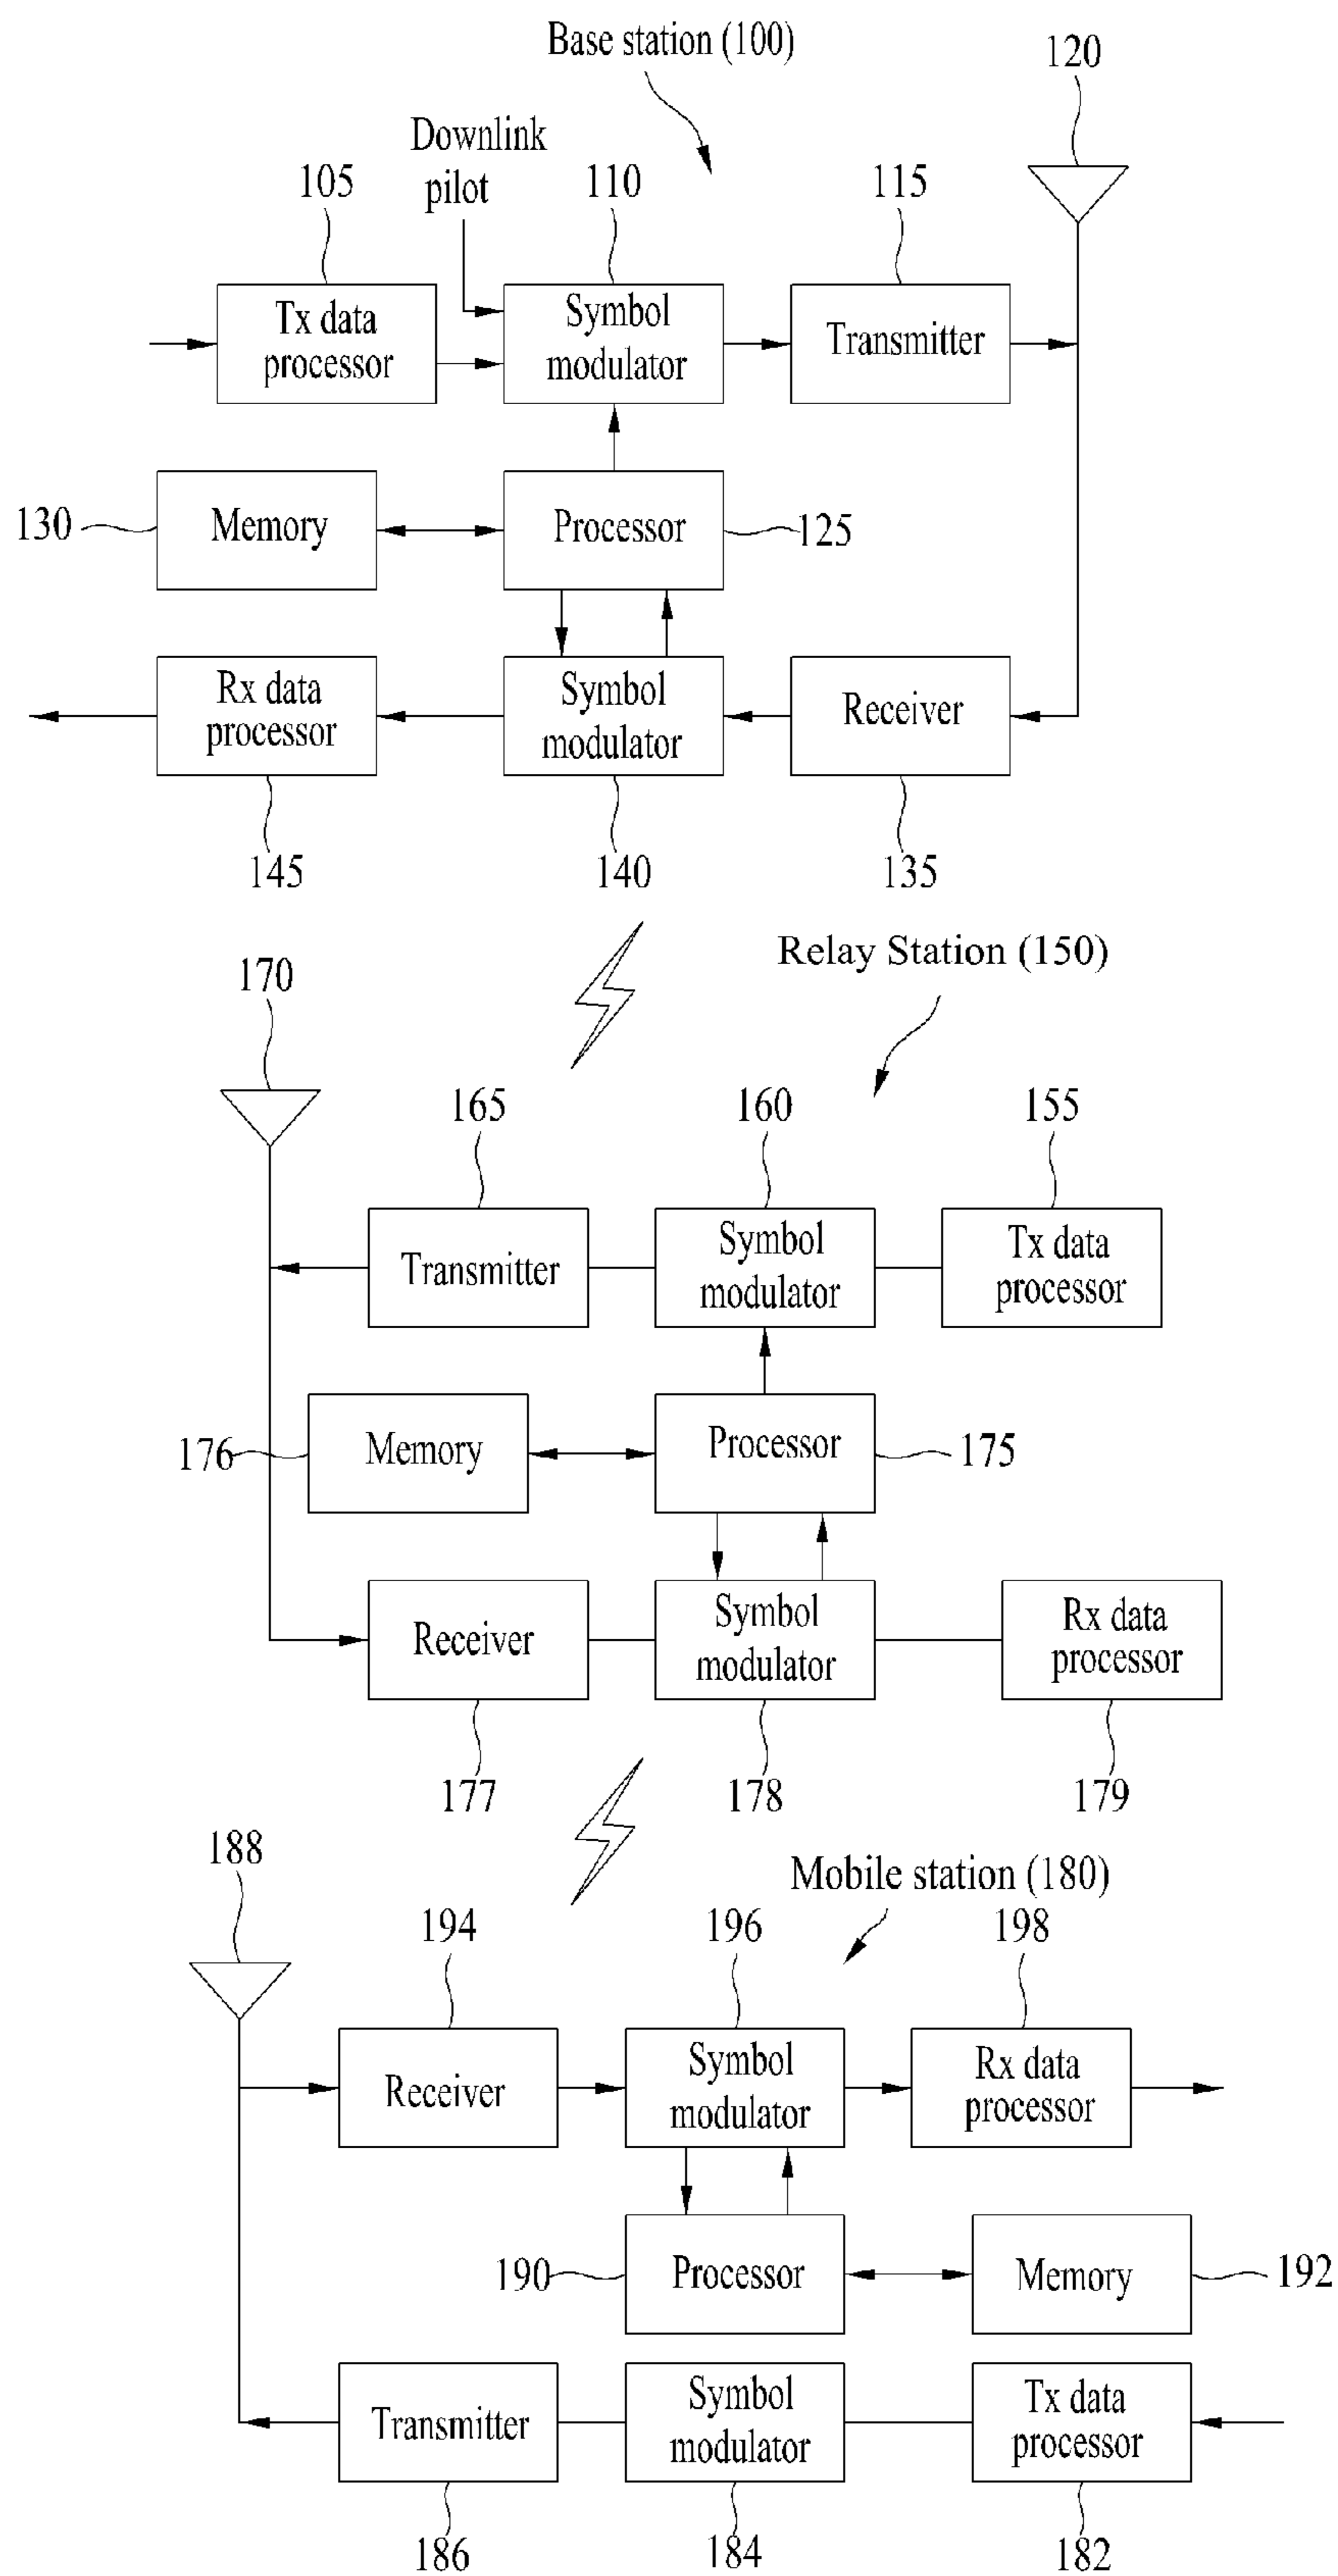 Base station (100)
120
Downlink
pilot
105
110
115
Tx data
processor
Symbol
modulator
Transmitter
130
Memory
Processor
125
Rx data
processor
Symbol
modulator
Receiver
145
140
135
Relay Station (150)
170
165
160
155
Transmitter
Symbol
modulator
Tx data
processor
176
Memory
Processor
175
Receiver
Symbol
modulator
Rx data
processor
177
178
179
188
Mobile station (180)
194
196
198
Receiver
Symbol
modulator
Rx data
processor
190
Processor
Memory
192
Transmitter
Symbol
modulator
Tx data
processor
186
184
182